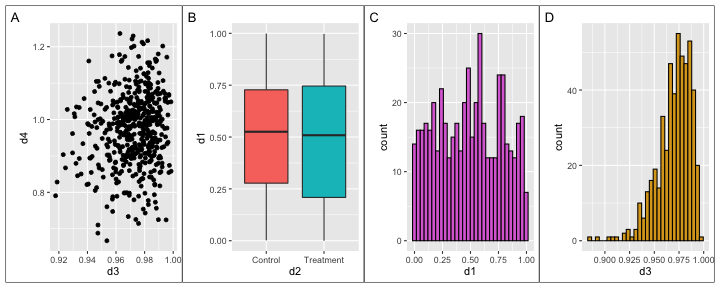 A
1.2
1.0
0.8
d4
0.92 0.94 0.96 0.98 1.00
d3
B
1.00
0.75
0.50
0.25
0.00
d1
Control Treatment
d2
C
30
20
10
0
count
0.00 0.25 0.50 0.75 1.00
d1
D
40
20
0
count
0.900 0.925 0.950 0.975 1.000
d3